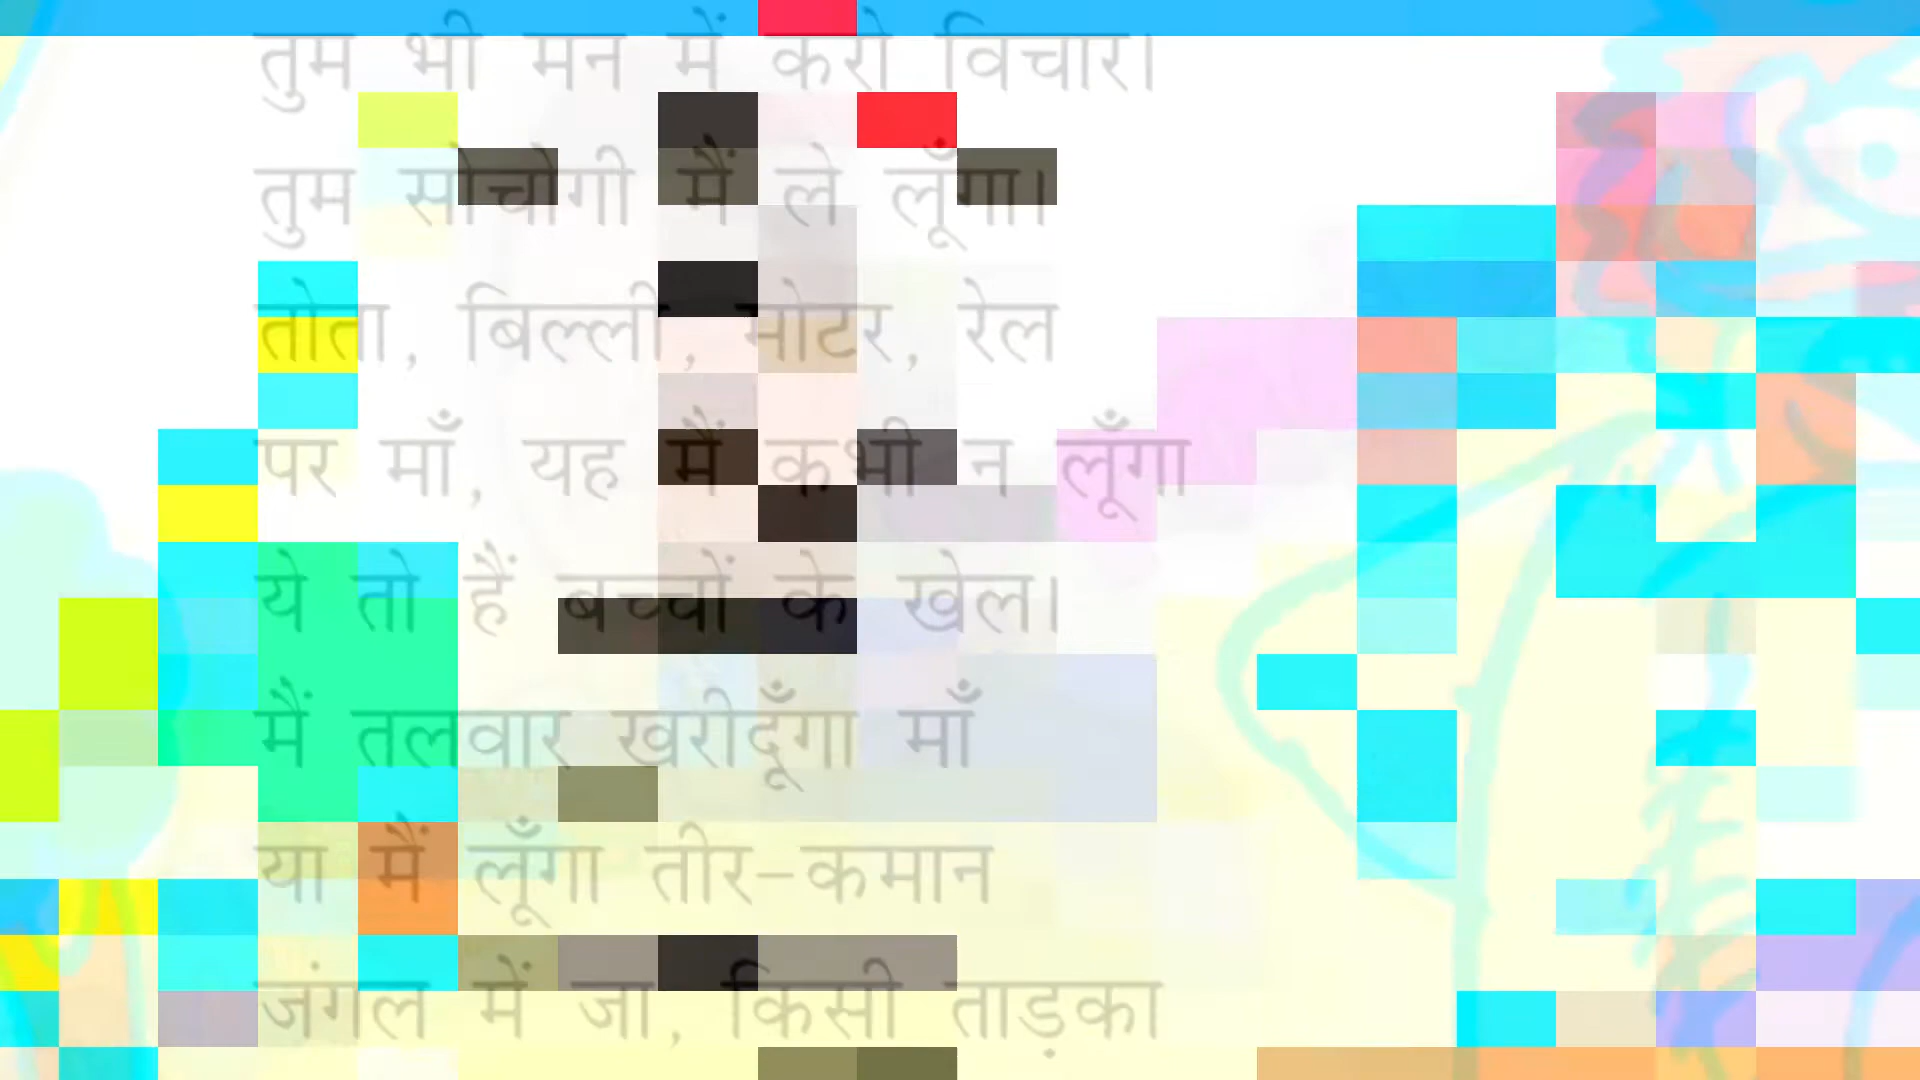 तुम भी मन में करो विचार।
तुम सोचोगी मैं ले लूँगा।
तोता, बिल्ली, मोटर, रेल
पर माँ, यह मैं कभी न लूँगा
ये तो हैं बच्चों के खेल।
मैं तलवार खरीदूँगा माँ
या मैं लूँगा तीर-कमान
जंगल में जा, किसी ताड़का